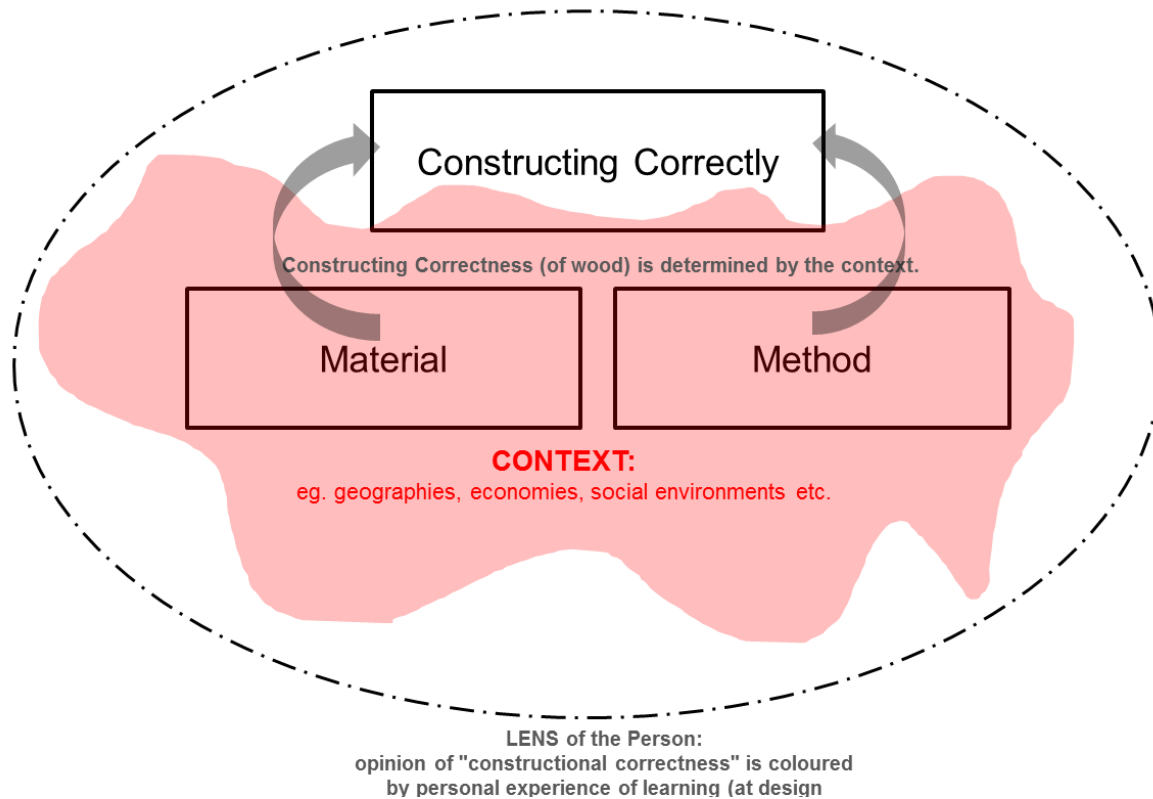 Constructing Correctly
Constructing Correctness (of wood) is determined by the context.
Material
Method
CONTEXT:
eg. geographies, economies, social environments etc.
LENS of the Person:
opinion of "constructional correctness" is coloured
by personal experience of learning (at design